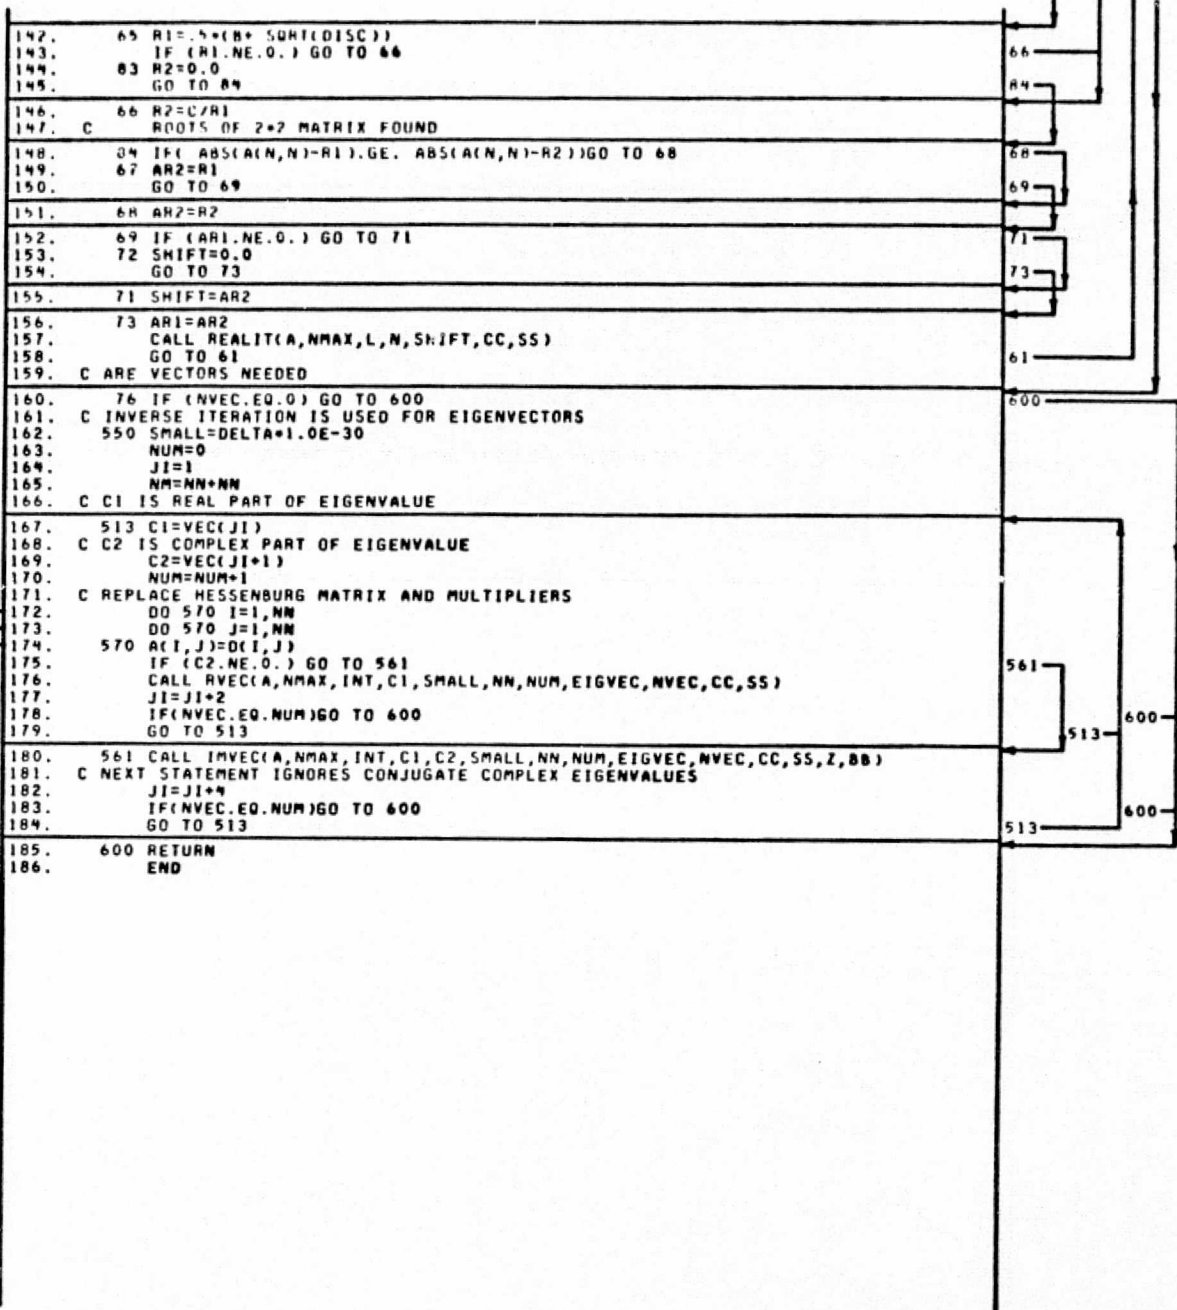 142. 65 R1=.5*(B+ SQRT(DISC))
143. IF (R1.NE.0.) GO TO 66
66
144. 83 R2=0.0
145. GO TO 84
84
146. 66 R2=C/R1
147. C ROOTS OF 2*2 MATRIX FOUND
148. 84 IF( ABS(A(N,N)-R1).GE. ABS(A(N,N)-R2))GO TO 68
68
149. 67 AR2=R1
150. GO TO 69
69
151. 68 AR2=R2
152. 69 IF (AR1.NE.0.) GO TO 71
71
153. 72 SHIFT=0.0
154. GO TO 73
73
155. 71 SHIFT=AR2
156. 73 AR1=AR2
157. CALL REALIT(A,NMAX,L,N,SHIFT,CC,SS)
158. GO TO 61
61
159. C ARE VECTORS NEEDED
160. 76 IF (NVEC.EQ.0) GO TO 600
600
161. C INVERSE ITERATION IS USED FOR EIGENVECTORS
162. 550 SMALL=DELTA*1.0E-30
163. NUM=0
164. JI=1
165. NM=NN+NN
166. C C1 IS REAL PART OF EIGENVALUE
167. 513 C1=VEC(JI)
168. C C2 IS COMPLEX PART OF EIGENVALUE
169. C2=VEC(JI+1)
170. NUM=NUM+1
171. C REPLACE HESSENBURG MATRIX AND MULTIPLIERS
172. DO 570 I=1,NN
173. DO 570 J=1,NN
174. 570 A(I,J)=D(I,J)
175. IF (C2.NE.0.) GO TO 561
561
176. CALL RVEC(A,NMAX,INT,C1,SMALL,NN,NUM,EIGVEC,NVEC,CC,SS)
177. JI=JI+2
178. IF(NVEC.EQ.NUM)GO TO 600
600
179. GO TO 513
513
180. 561 CALL IMVEC(A,NMAX,INT,C1,C2,SMALL,NN,NUM,EIGVEC,NVEC,CC,SS,Z,BB)
181. C NEXT STATEMENT IGNORES CONJUGATE COMPLEX EIGENVALUES
182. JI=JI+4
183. IF(NVEC.EQ.NUM)GO TO 600
600
184. GO TO 513
513
185. 600 RETURN
186. END